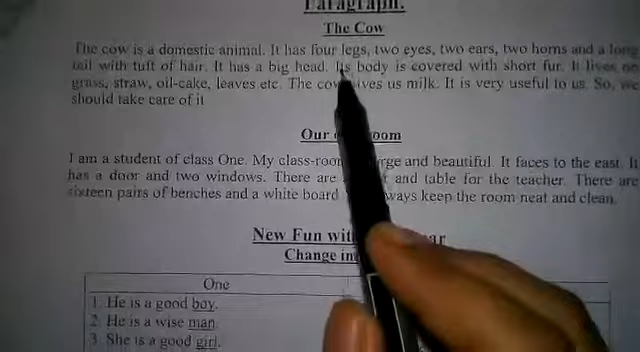 Paragraph.
The Cow
The cow is a domestic animal. It has four legs, two eyes, two ears, two horns and a long
tail with tuft of hair. It has a big head. Its body is covered with short fur. It lives on
grass, straw, oil-cake, leaves etc. The cow gives us milk. It is very useful to us. So, we
should take care of it
Our room
I am a student of class One. My class-room large and beautiful. It faces to the east. It
has a door and two windows. There are and table for the teacher. There are
sixteen pairs of benches and a white board always keep the room neat and clean.
New Fun with
Change in
One
1. He is a good boy.
2. He is a wise man.
3. She is a good girl.